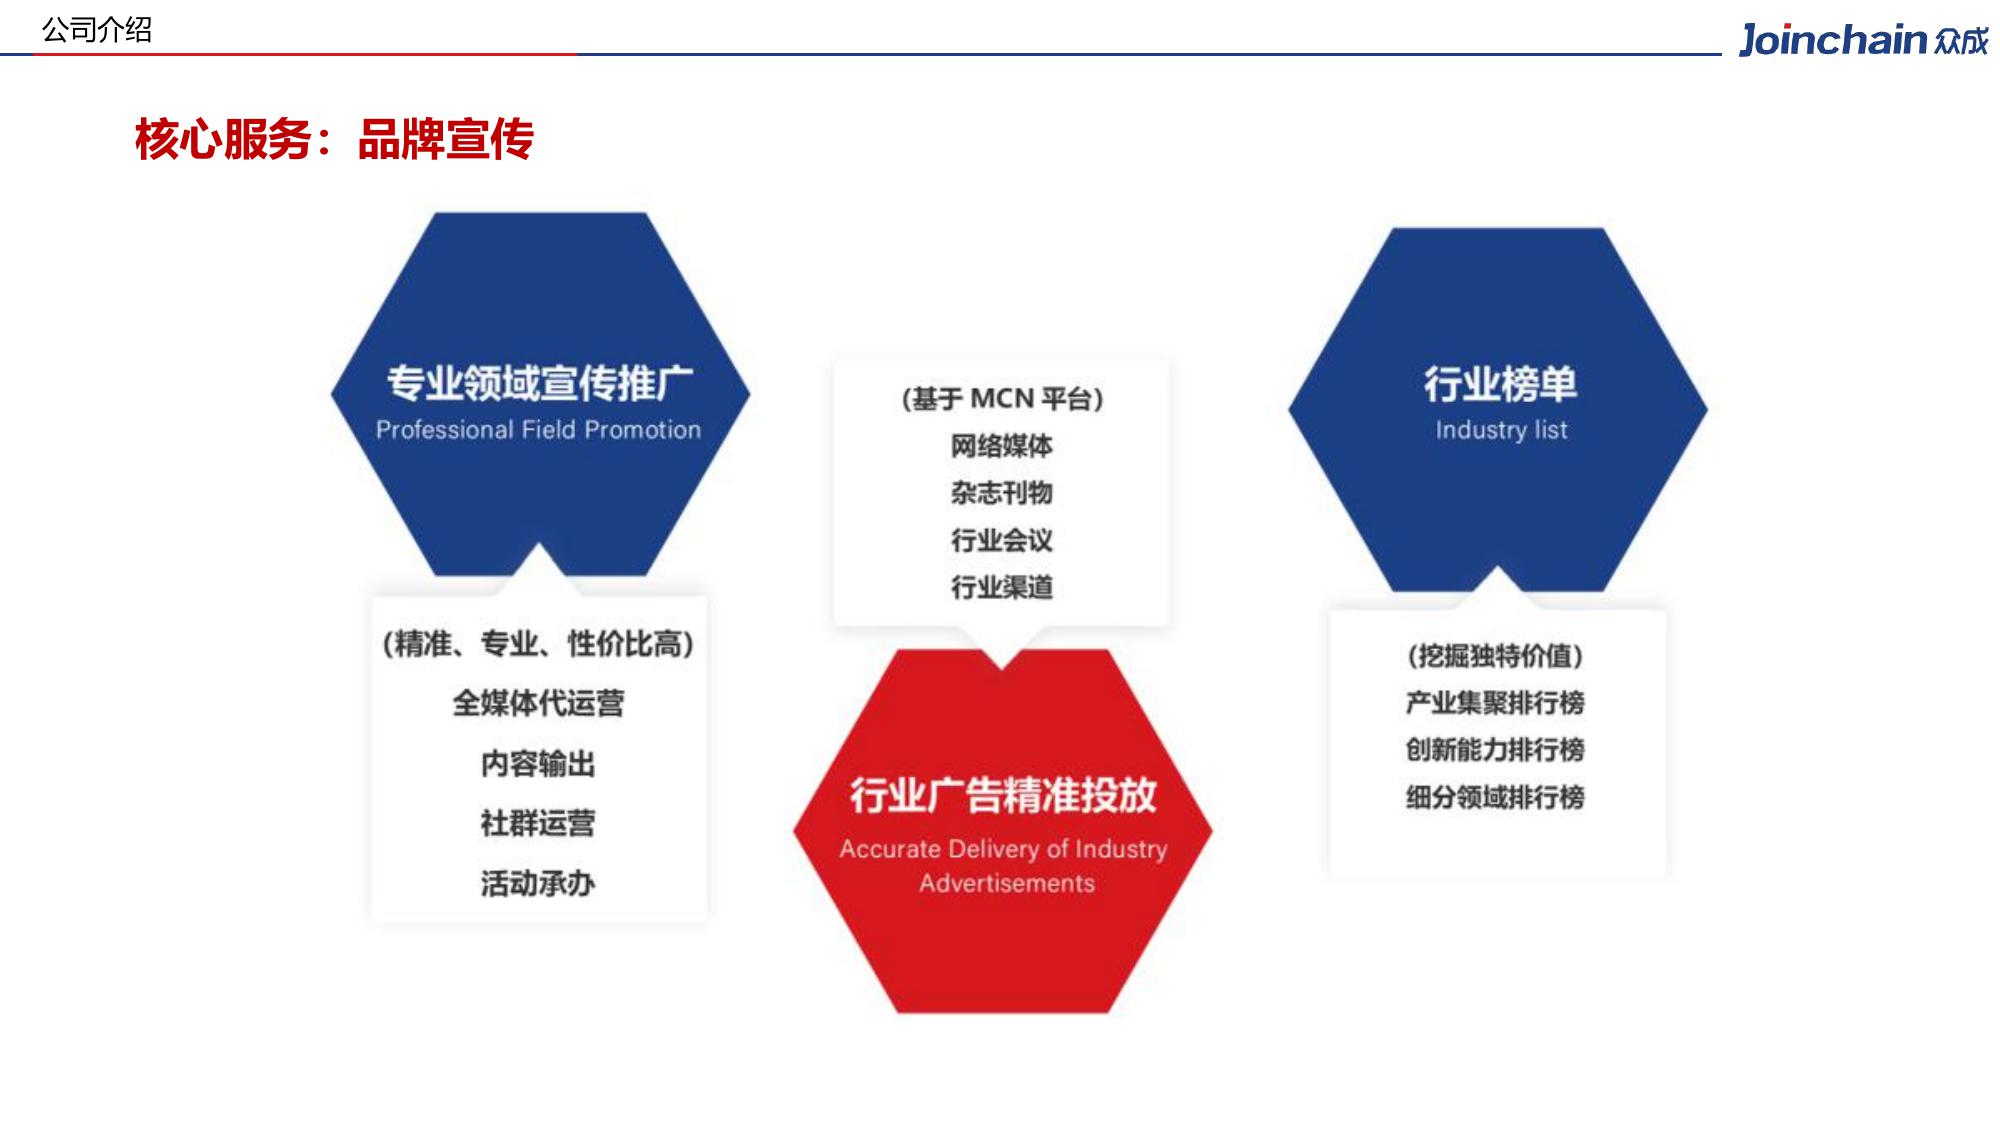 公司介绍
Joinchain 众成
核心服务：品牌宣传
专业领域宣传推广
Professional Field Promotion
(精准、专业、性价比高)
全媒体代运营
内容输出
社群运营
活动承办
(基于 MCN 平台)
网络媒体
杂志刊物
行业会议
行业渠道
行业广告精准投放
Accurate Delivery of Industry
Advertisements
行业榜单
Industry list
(挖掘独特价值)
产业集聚排行榜
创新能力排行榜
细分领域排行榜